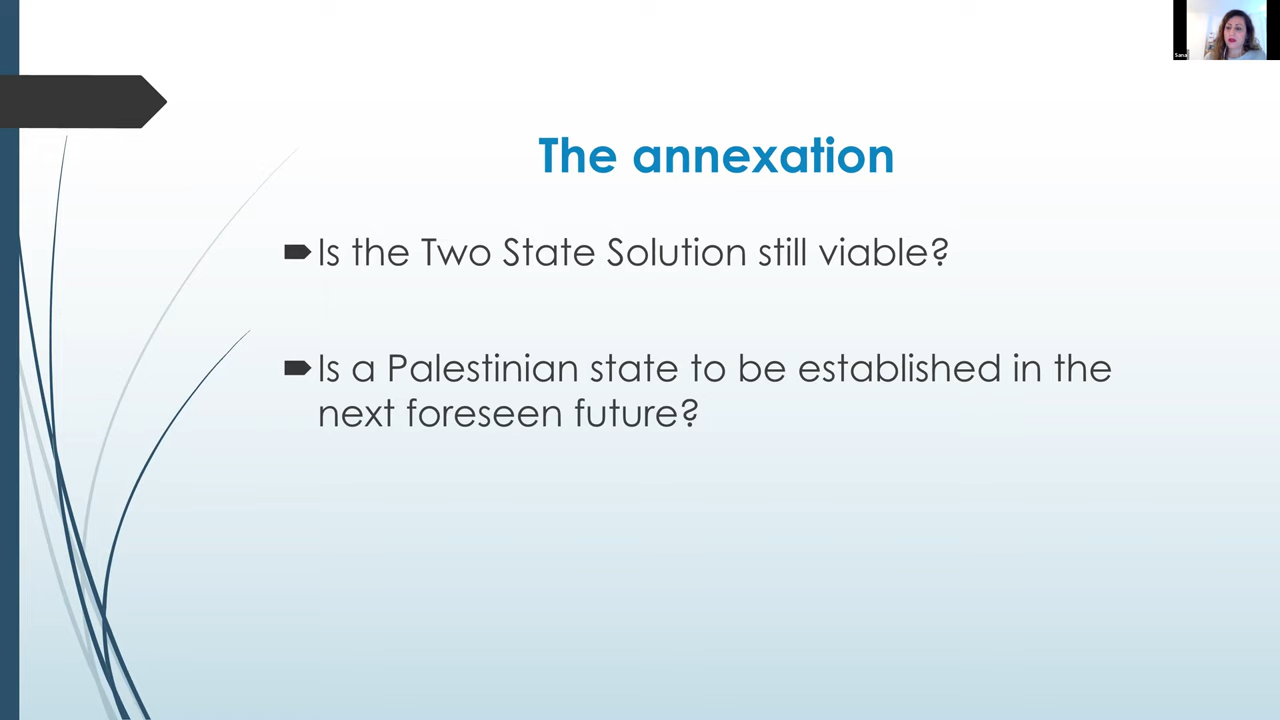 Sana
The annexation
Is the Two State Solution still viable?
Is a Palestinian state to be established in the
next foreseen future?